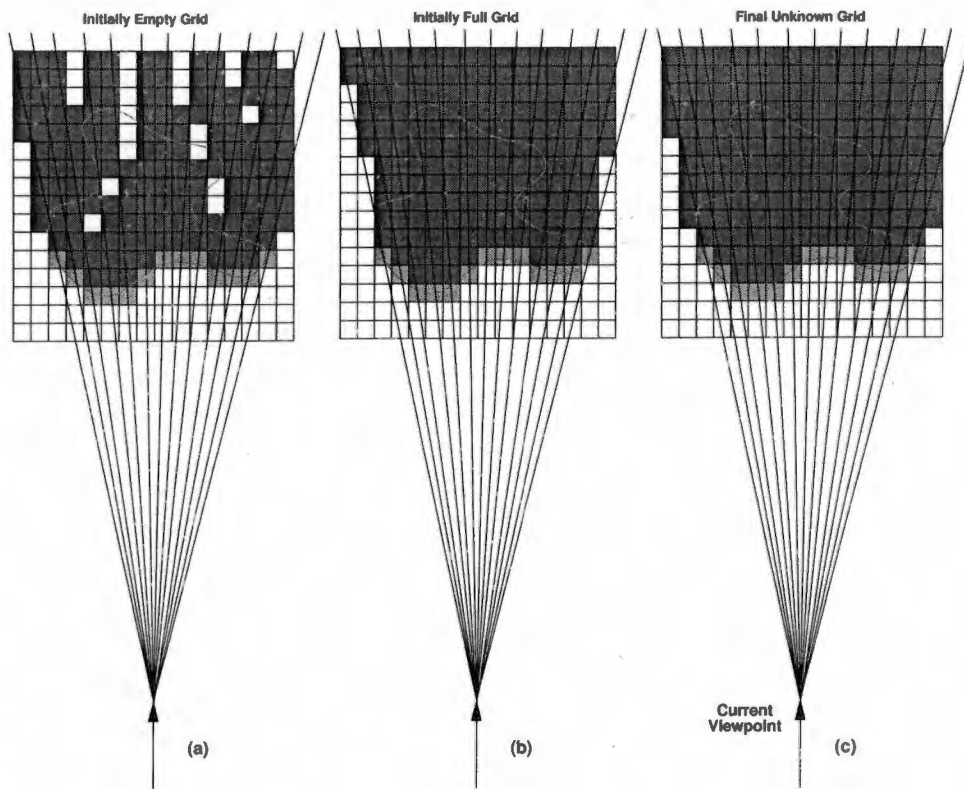 Initially Empty Grid
Initially Full Grid
Final Unknown Grid
Current
Viewpoint
(a)
(b)
(c)